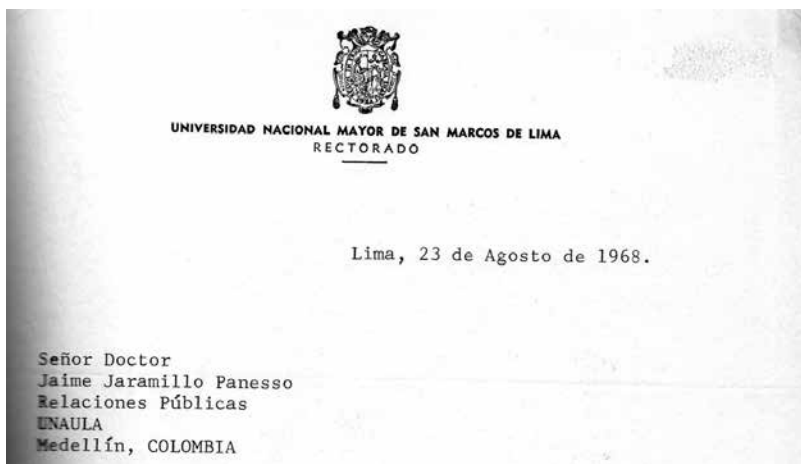 UNIVERSIDAD NACIONAL MAYOR DE SAN MARCOS DE LIMA
RECTORADO
Lima, 23 de Agosto de 1968.
Señor Doctor
Jaime Jaramillo Panesso
Relaciones Públicas
UNAULA
Medellín, COLOMBIA